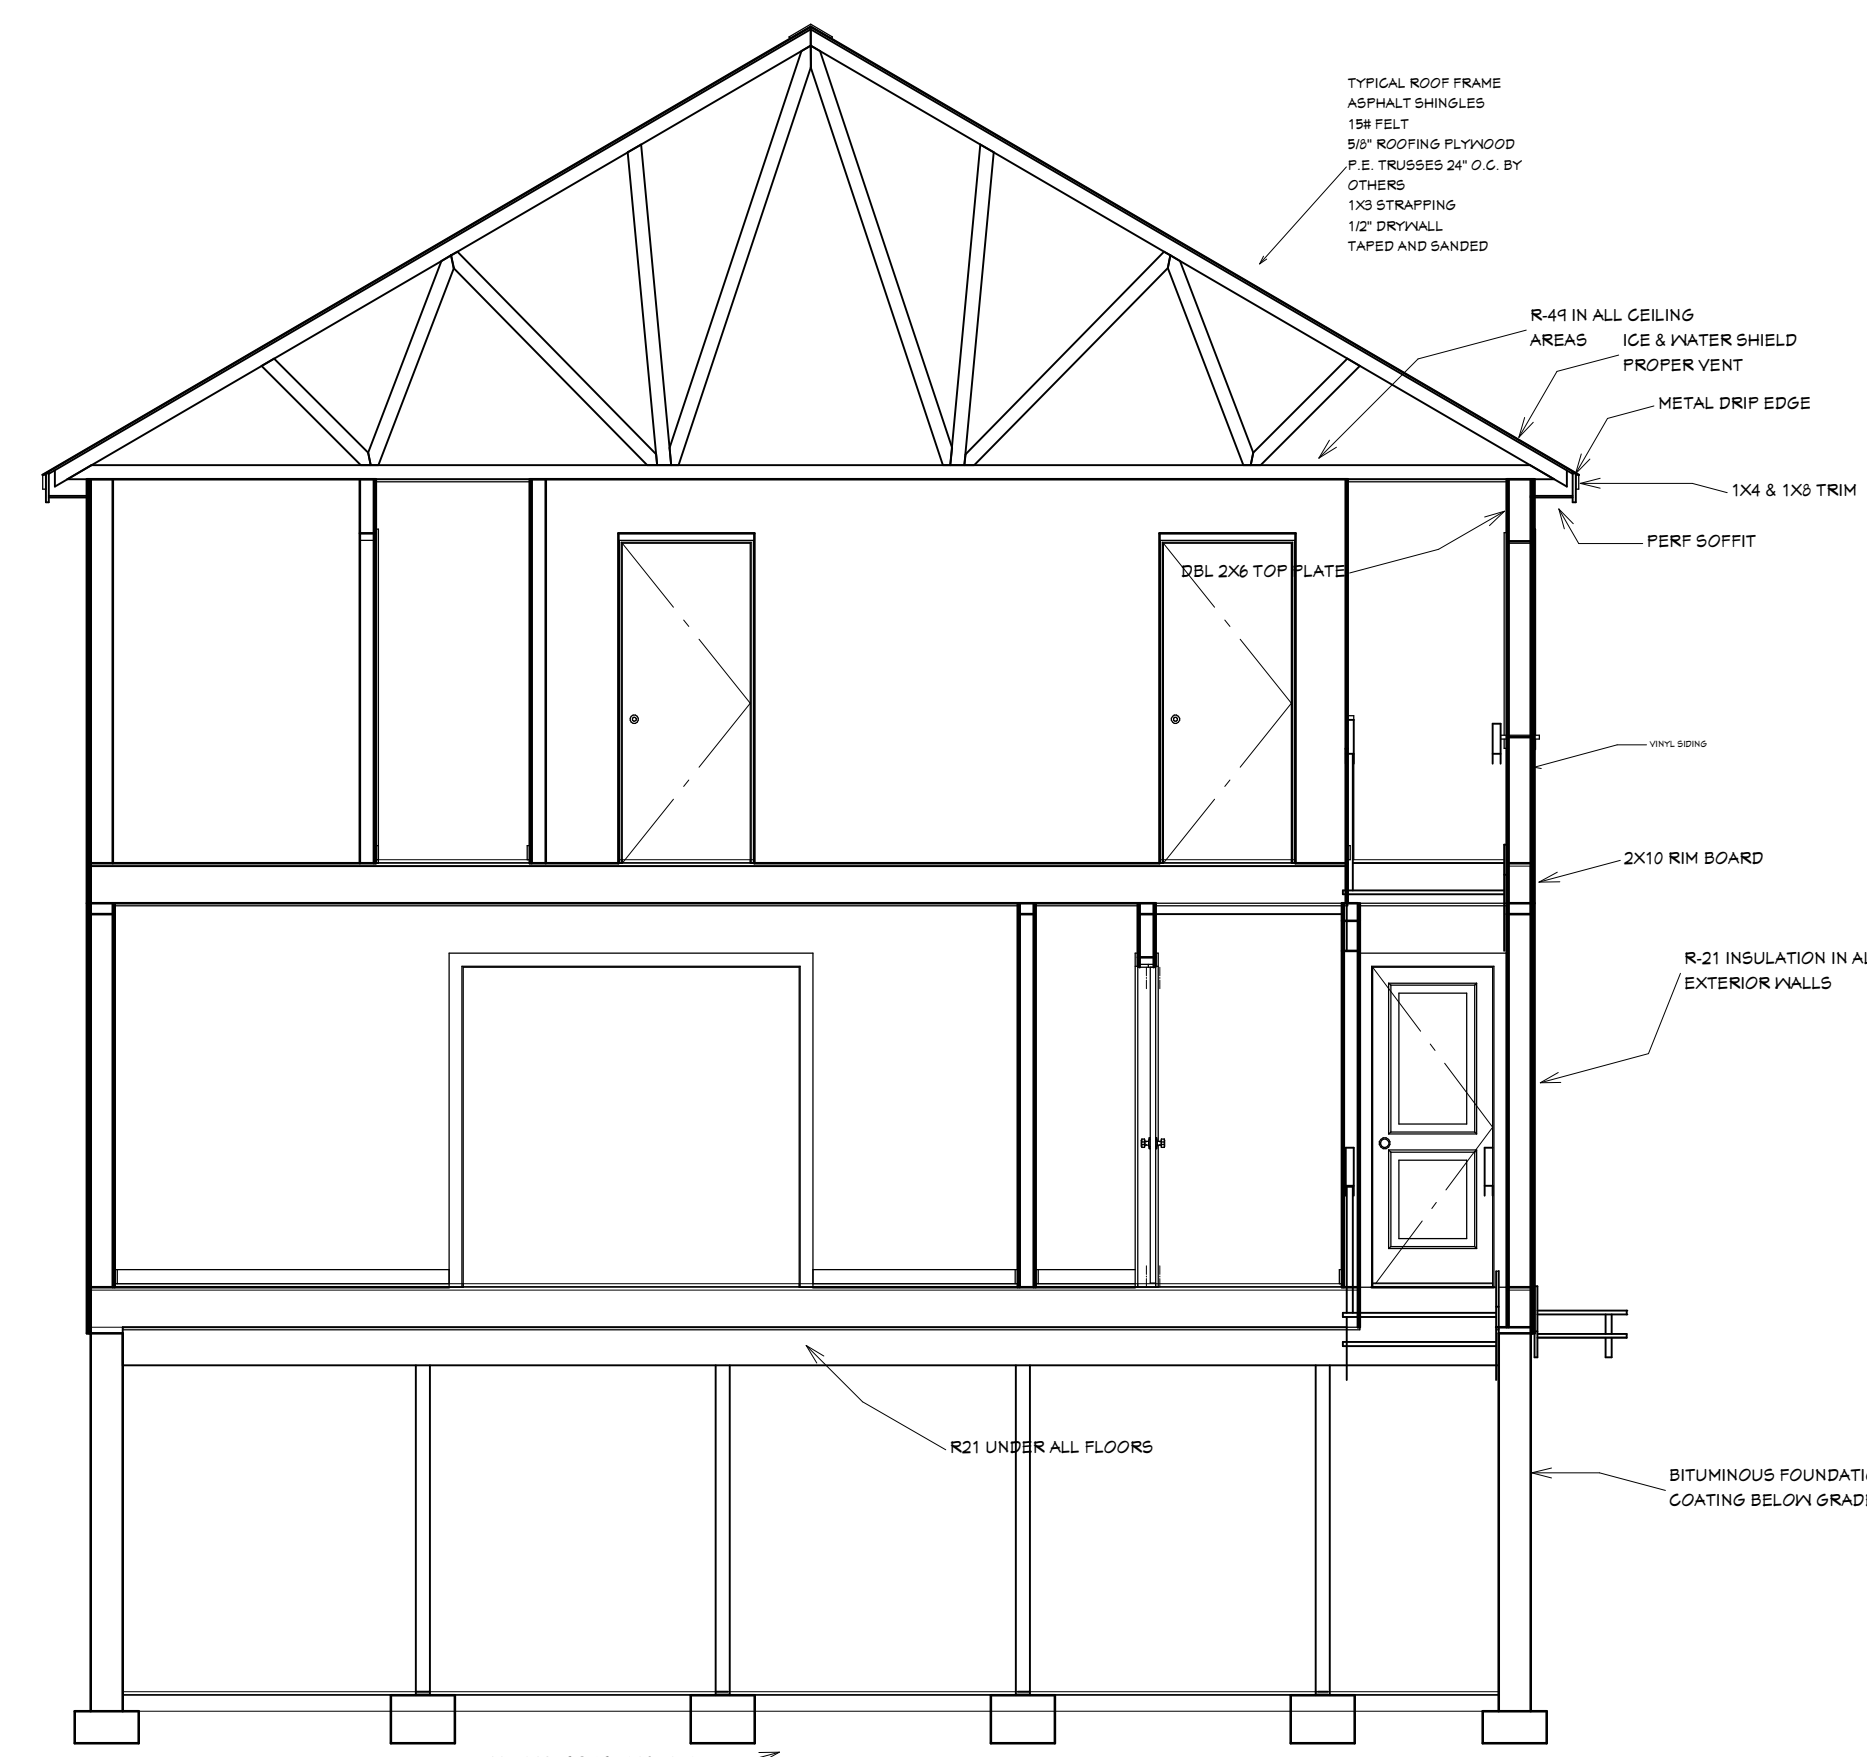 TYPICAL ROOF FRAME
ASPHALT SHINGLES
15# FELT
5/8" ROOFING PLYWOOD
P.E. TRUSSES 24" O.C. BY
OTHERS
1X3 STRAPPING
1/2" DRYWALL
TAPED AND SANDED
R-49 IN ALL CEILING
AREAS
ICE & WATER SHIELD
PROPER VENT
METAL DRIP EDGE
1X4 & 1X8 TRIM
PERF SOFFIT
DBL 2X6 TOP PLATE
VINYL SIDING
2X10 RIM BOARD
R-21 INSULATION IN AL
EXTERIOR WALLS
R21 UNDER ALL FLOORS
BITUMINOUS FOUNDATI
COATING BELOW GRADE